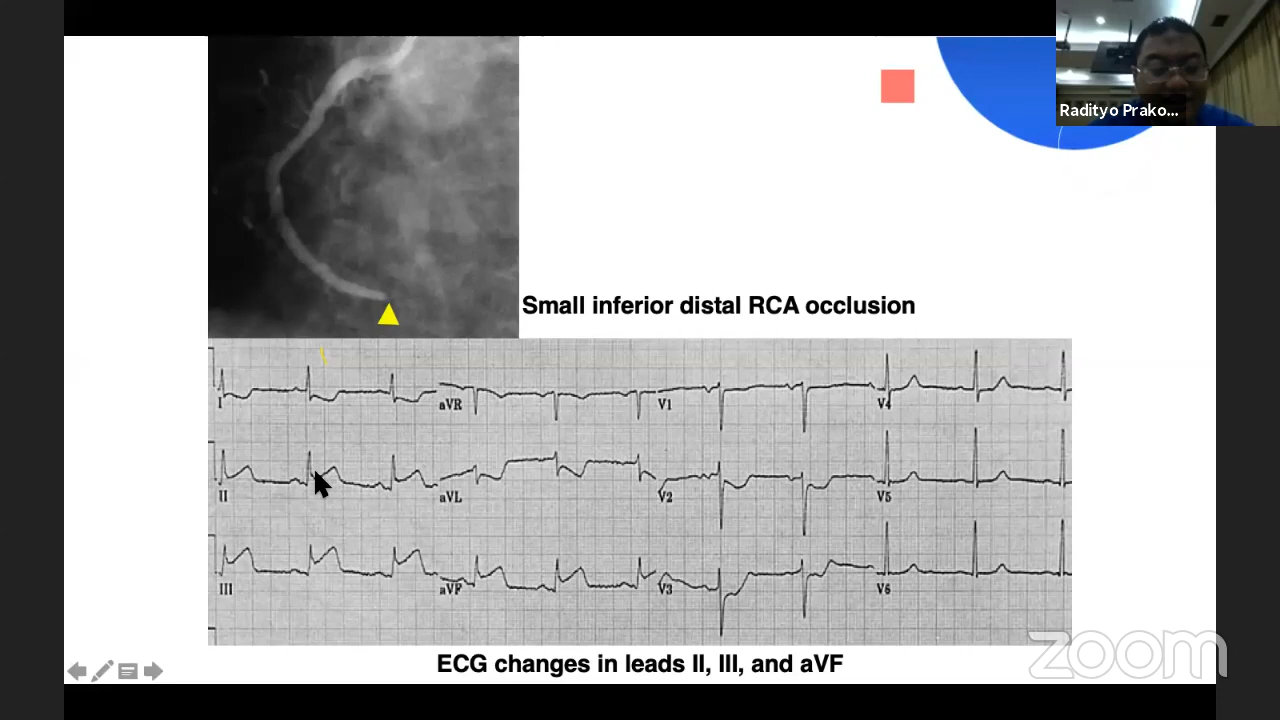 Radityo Prako...
Small inferior distal RCA occlusion
I
aVR
V1
V4
II
aVL
V2
V5
III
aVF
V3
V6
ECG changes in leads II, III, and aVF
zoom